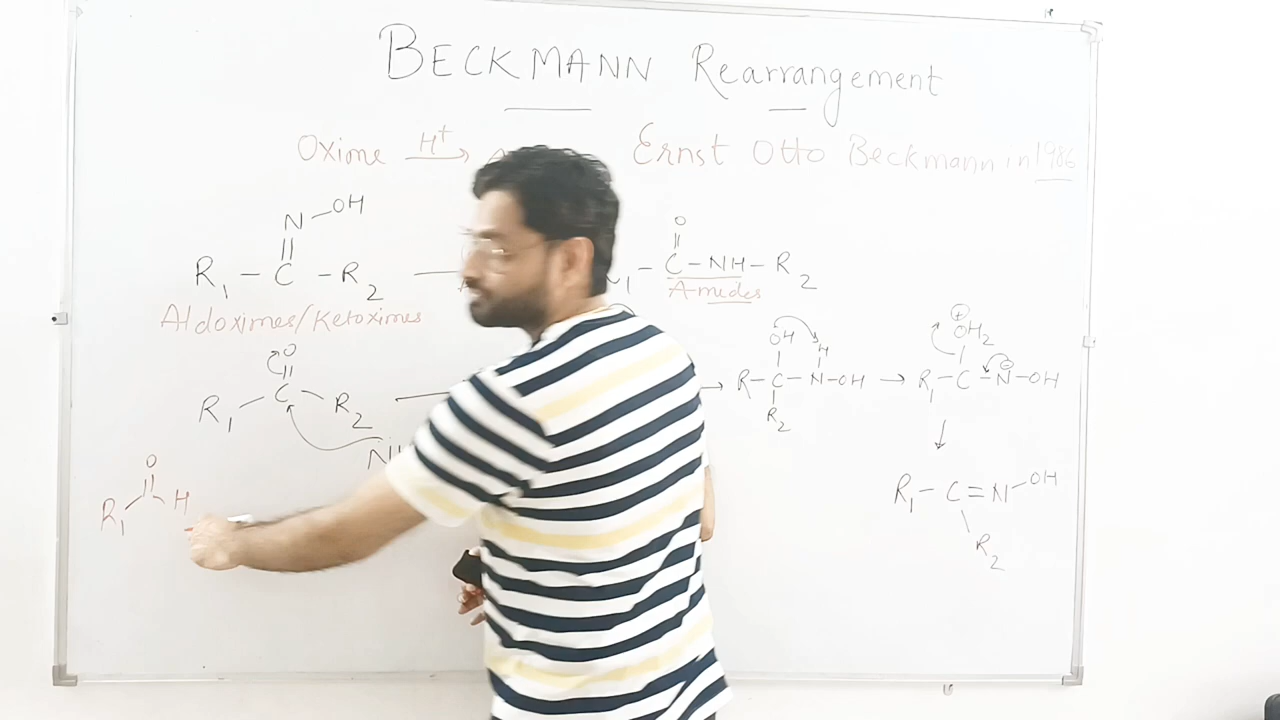 BECKMANN Rearrangement
Oxime H+ →
Ernst Otto Beckmann in 1986
N-OH
R1 - C - R2
Aldoximes/Ketoximes
O
C - NH - R2
Amides
O
C
R1 R2
O
R1 H
OH H
R - C - N - OH →
R2
⊕
OH2
R1 - C - N⊖ - OH
R1 - C = N - OH
R2